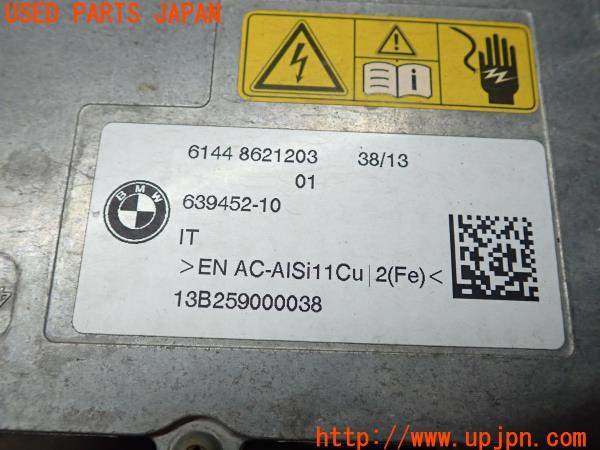 USED PARTS JAPAN
i
6144 8621203 38/13
01
BMW
639452-10
IT
>EN AC-AlSi11Cu|2(Fe)<
13B259000038
http://www.upjpn.com